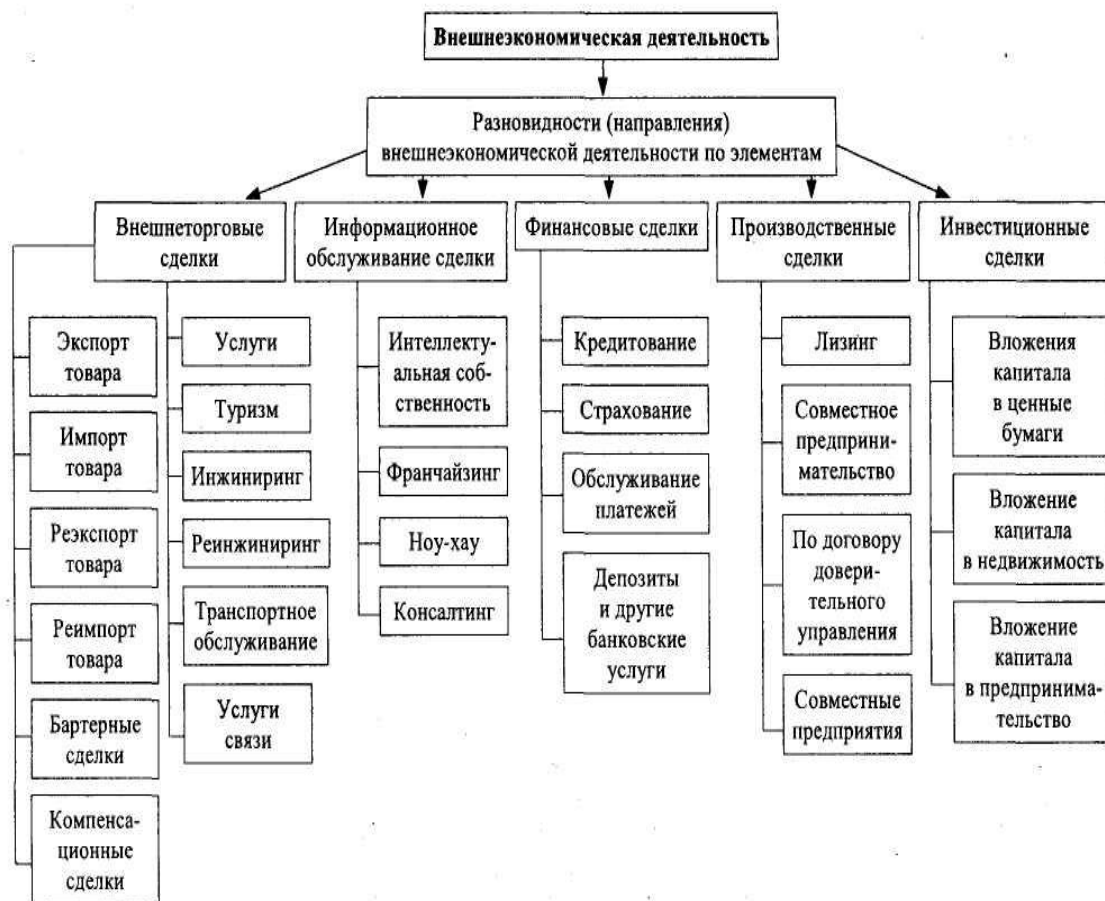 Внешнеэкономическая деятельность
Разновидности (направления)
внешнеэкономической деятельности по элементам
Внешнеторговые
сделки
Экспорт
товара
Импорт
товара
Реэкспорт
товара
Реимпорт
товара
Бартерные
сделки
Компенса-
ционные
сделки
Услуги
Туризм
Инжиниринг
Реинжиниринг
Транспортное
обслуживание
Услуги
связи
Информационное
обслуживание сделки
Интеллекту-
альная соб-
ственность
Франчайзинг
Ноу-хау
Консалтинг
Финансовые сделки
Кредитование
Страхование
Обслуживание
платежей
Депозиты
и другие
банковские
услуги
Производственные
сделки
Лизинг
Совместное
предприни-
мательство
По договору
довери-
тельного
управления
Совместные
предприятия
Инвестиционные
сделки
Вложения
капитала
в ценные
бумаги
Вложение
капитала
в недвижимость
Вложение
капитала
в предпринима-
тельство